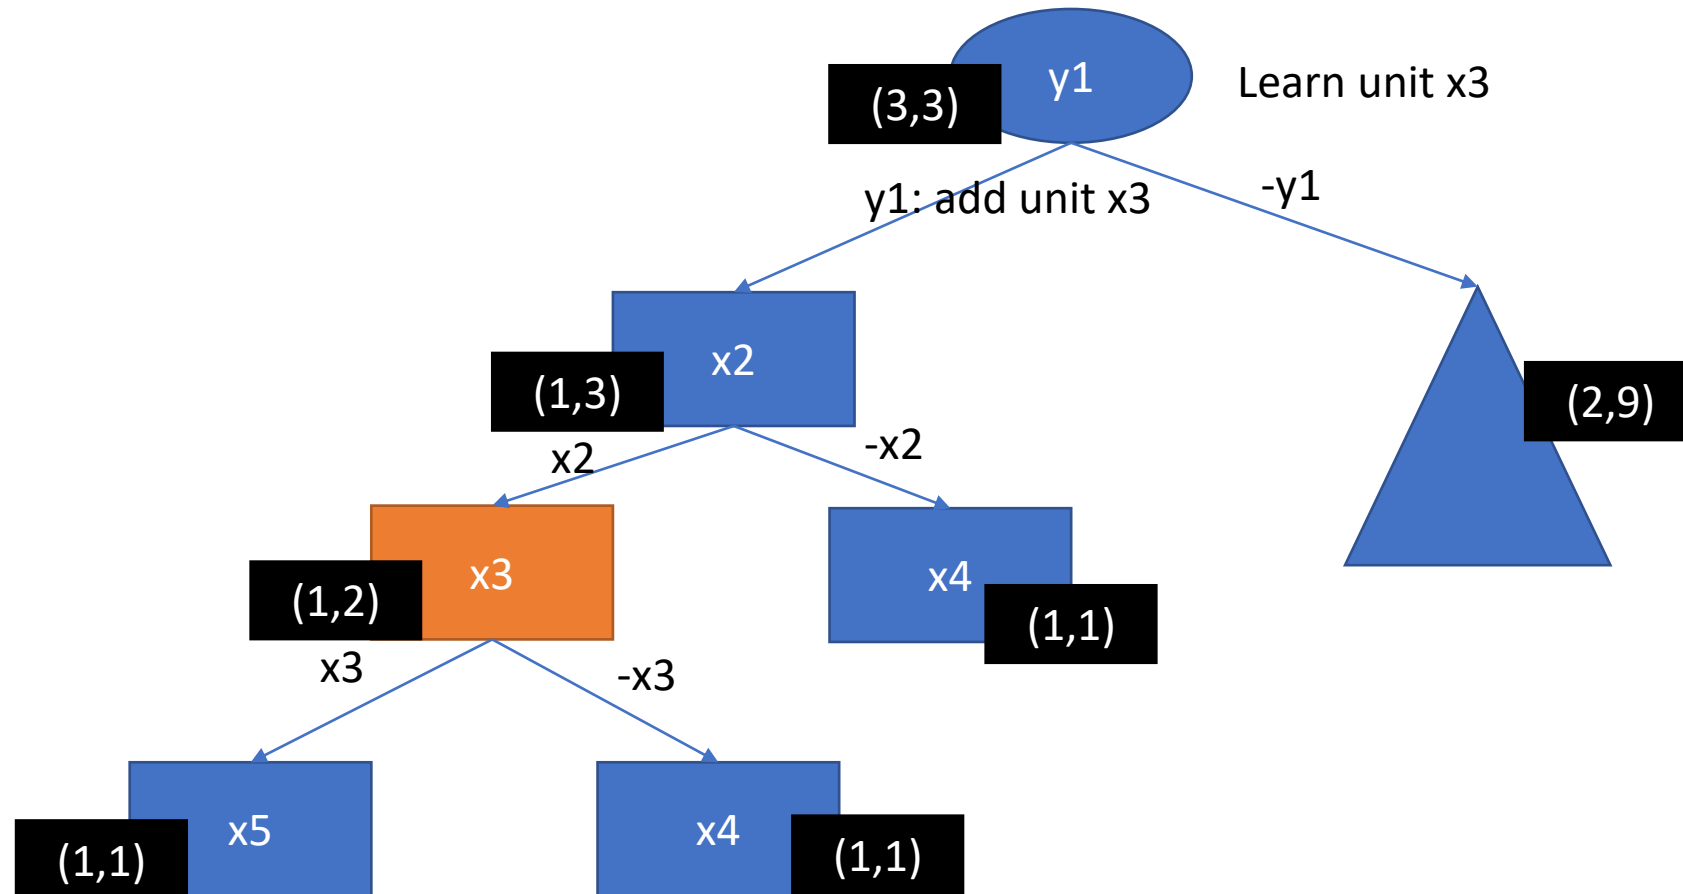 y1
(3,3)
Learn unit x3
y1: add unit x3
-y1
x2
(1,3)
(2,9)
x2
-x2
x3
(1,2)
x4
(1,1)
x3
-x3
x5
(1,1)
x4
(1,1)